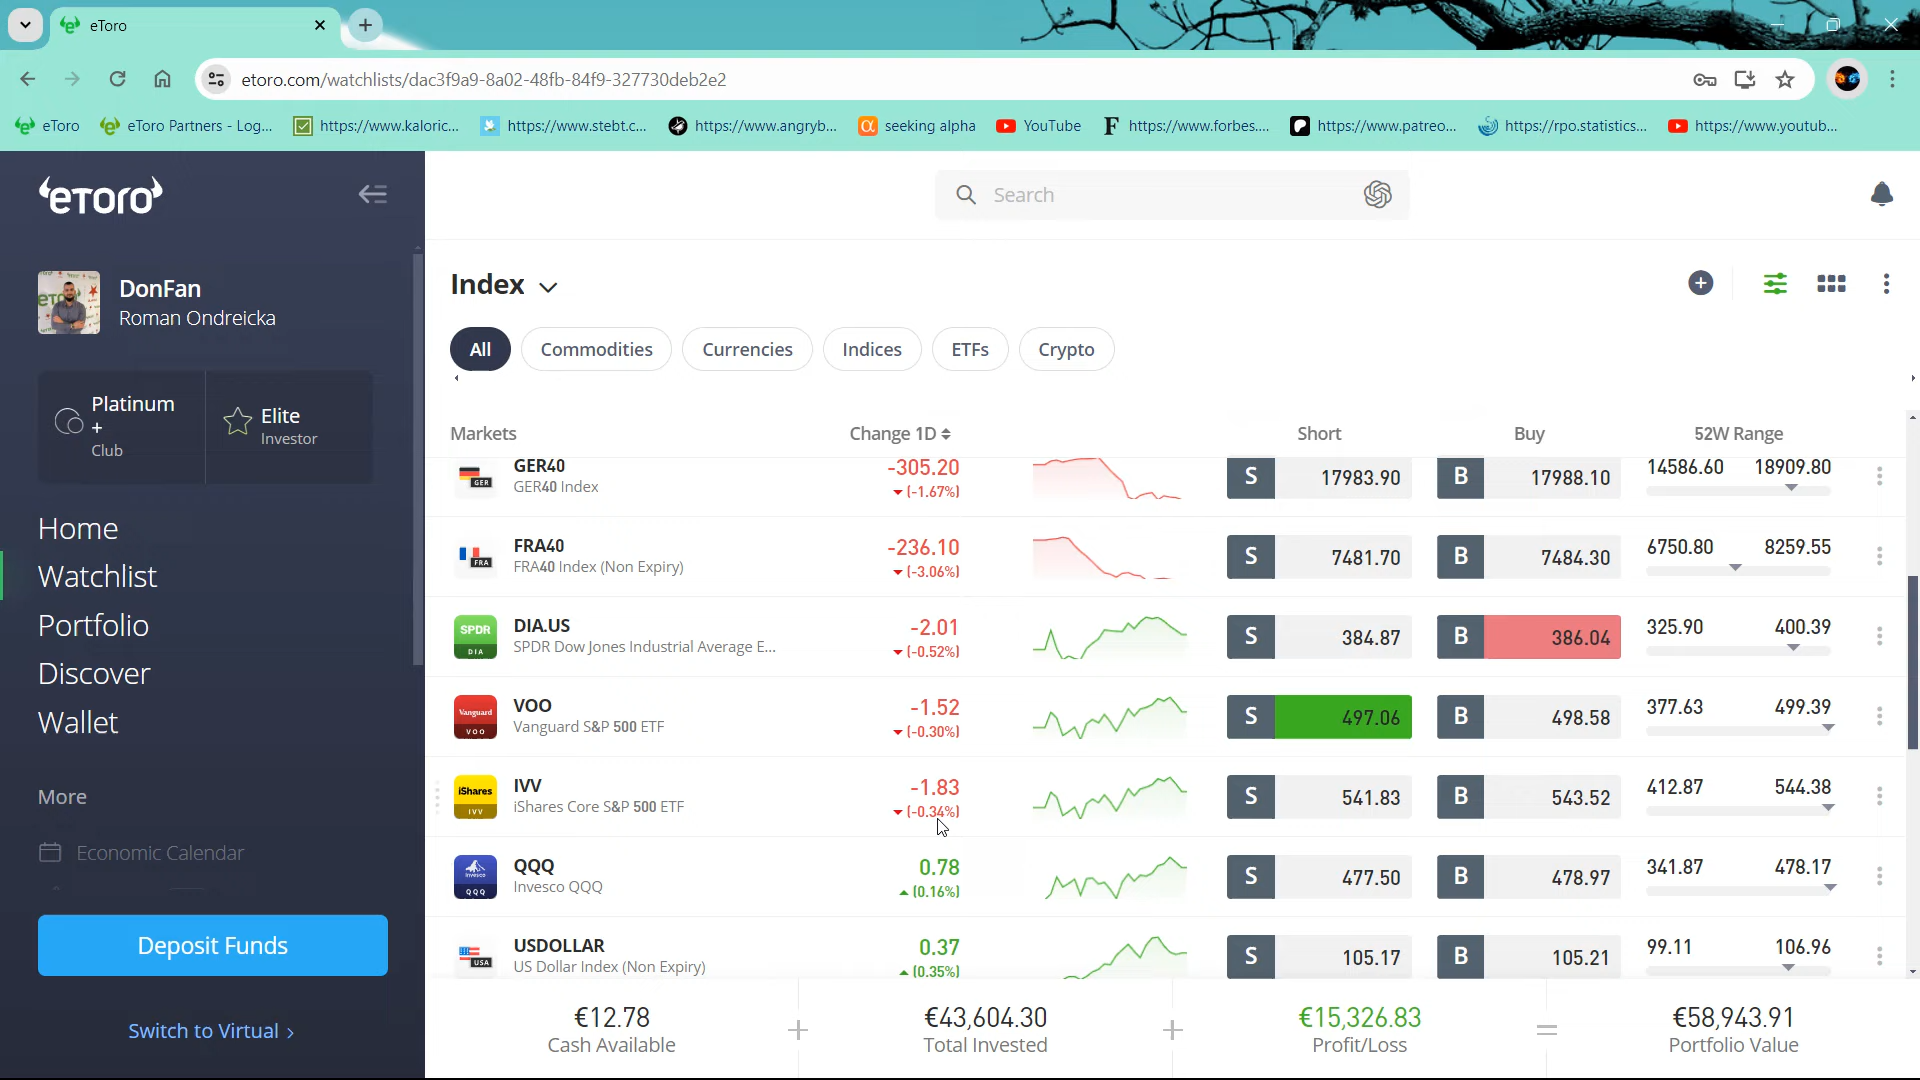 eToro
etoro.com/watchlists/dac3f9a9-8a02-48fb-84f9-327730deb2e2
eToro
eToro Partners - Log...
https://www.kaloric...
https://www.stebt.c...
https://www.angryb...
seeking alpha
YouTube
https://www.forbes....
https://www.patreo...
https://rpo.statistics...
https://www.youtub...
eToro
Search
DonFan
Roman Ondreicka
Platinum
+
Club
Elite
Investor
Home
Watchlist
Portfolio
Discover
Wallet
More
Economic Calendar
Deposit Funds
Switch to Virtual >
Index
All Commodities Currencies Indices ETFs Crypto
Markets Change 1D Short Buy 52W Range
GER40 -305.20 S 17983.90 B 17988.10 14586.60 18909.80
GER40 Index (-1.67%)
FRA40 -236.10 S 7481.70 B 7484.30 6750.80 8259.55
FRA40 Index (Non Expiry) (-3.06%)
SPDR DIA DIA.US -2.01 S 384.87 B 386.04 325.90 400.39
SPDR Dow Jones Industrial Average E... (-0.52%)
Vanguard VOO VOO -1.52 S 497.06 B 498.58 377.63 499.39
Vanguard S&P 500 ETF (-0.30%)
iShares IVV IVV -1.83 S 541.83 B 543.52 412.87 544.38
iShares Core S&P 500 ETF (-0.34%)
Invesco QQQ QQQ 0.78 S 477.50 B 478.97 341.87 478.17
Invesco QQQ (0.16%)
USA USDOLLAR 0.37 S 105.17 B 105.21 99.11 106.96
US Dollar Index (Non Expiry) (0.35%)
€12.78 + €43,604.30 + €15,326.83 = €58,943.91
Cash Available Total Invested Profit/Loss Portfolio Value